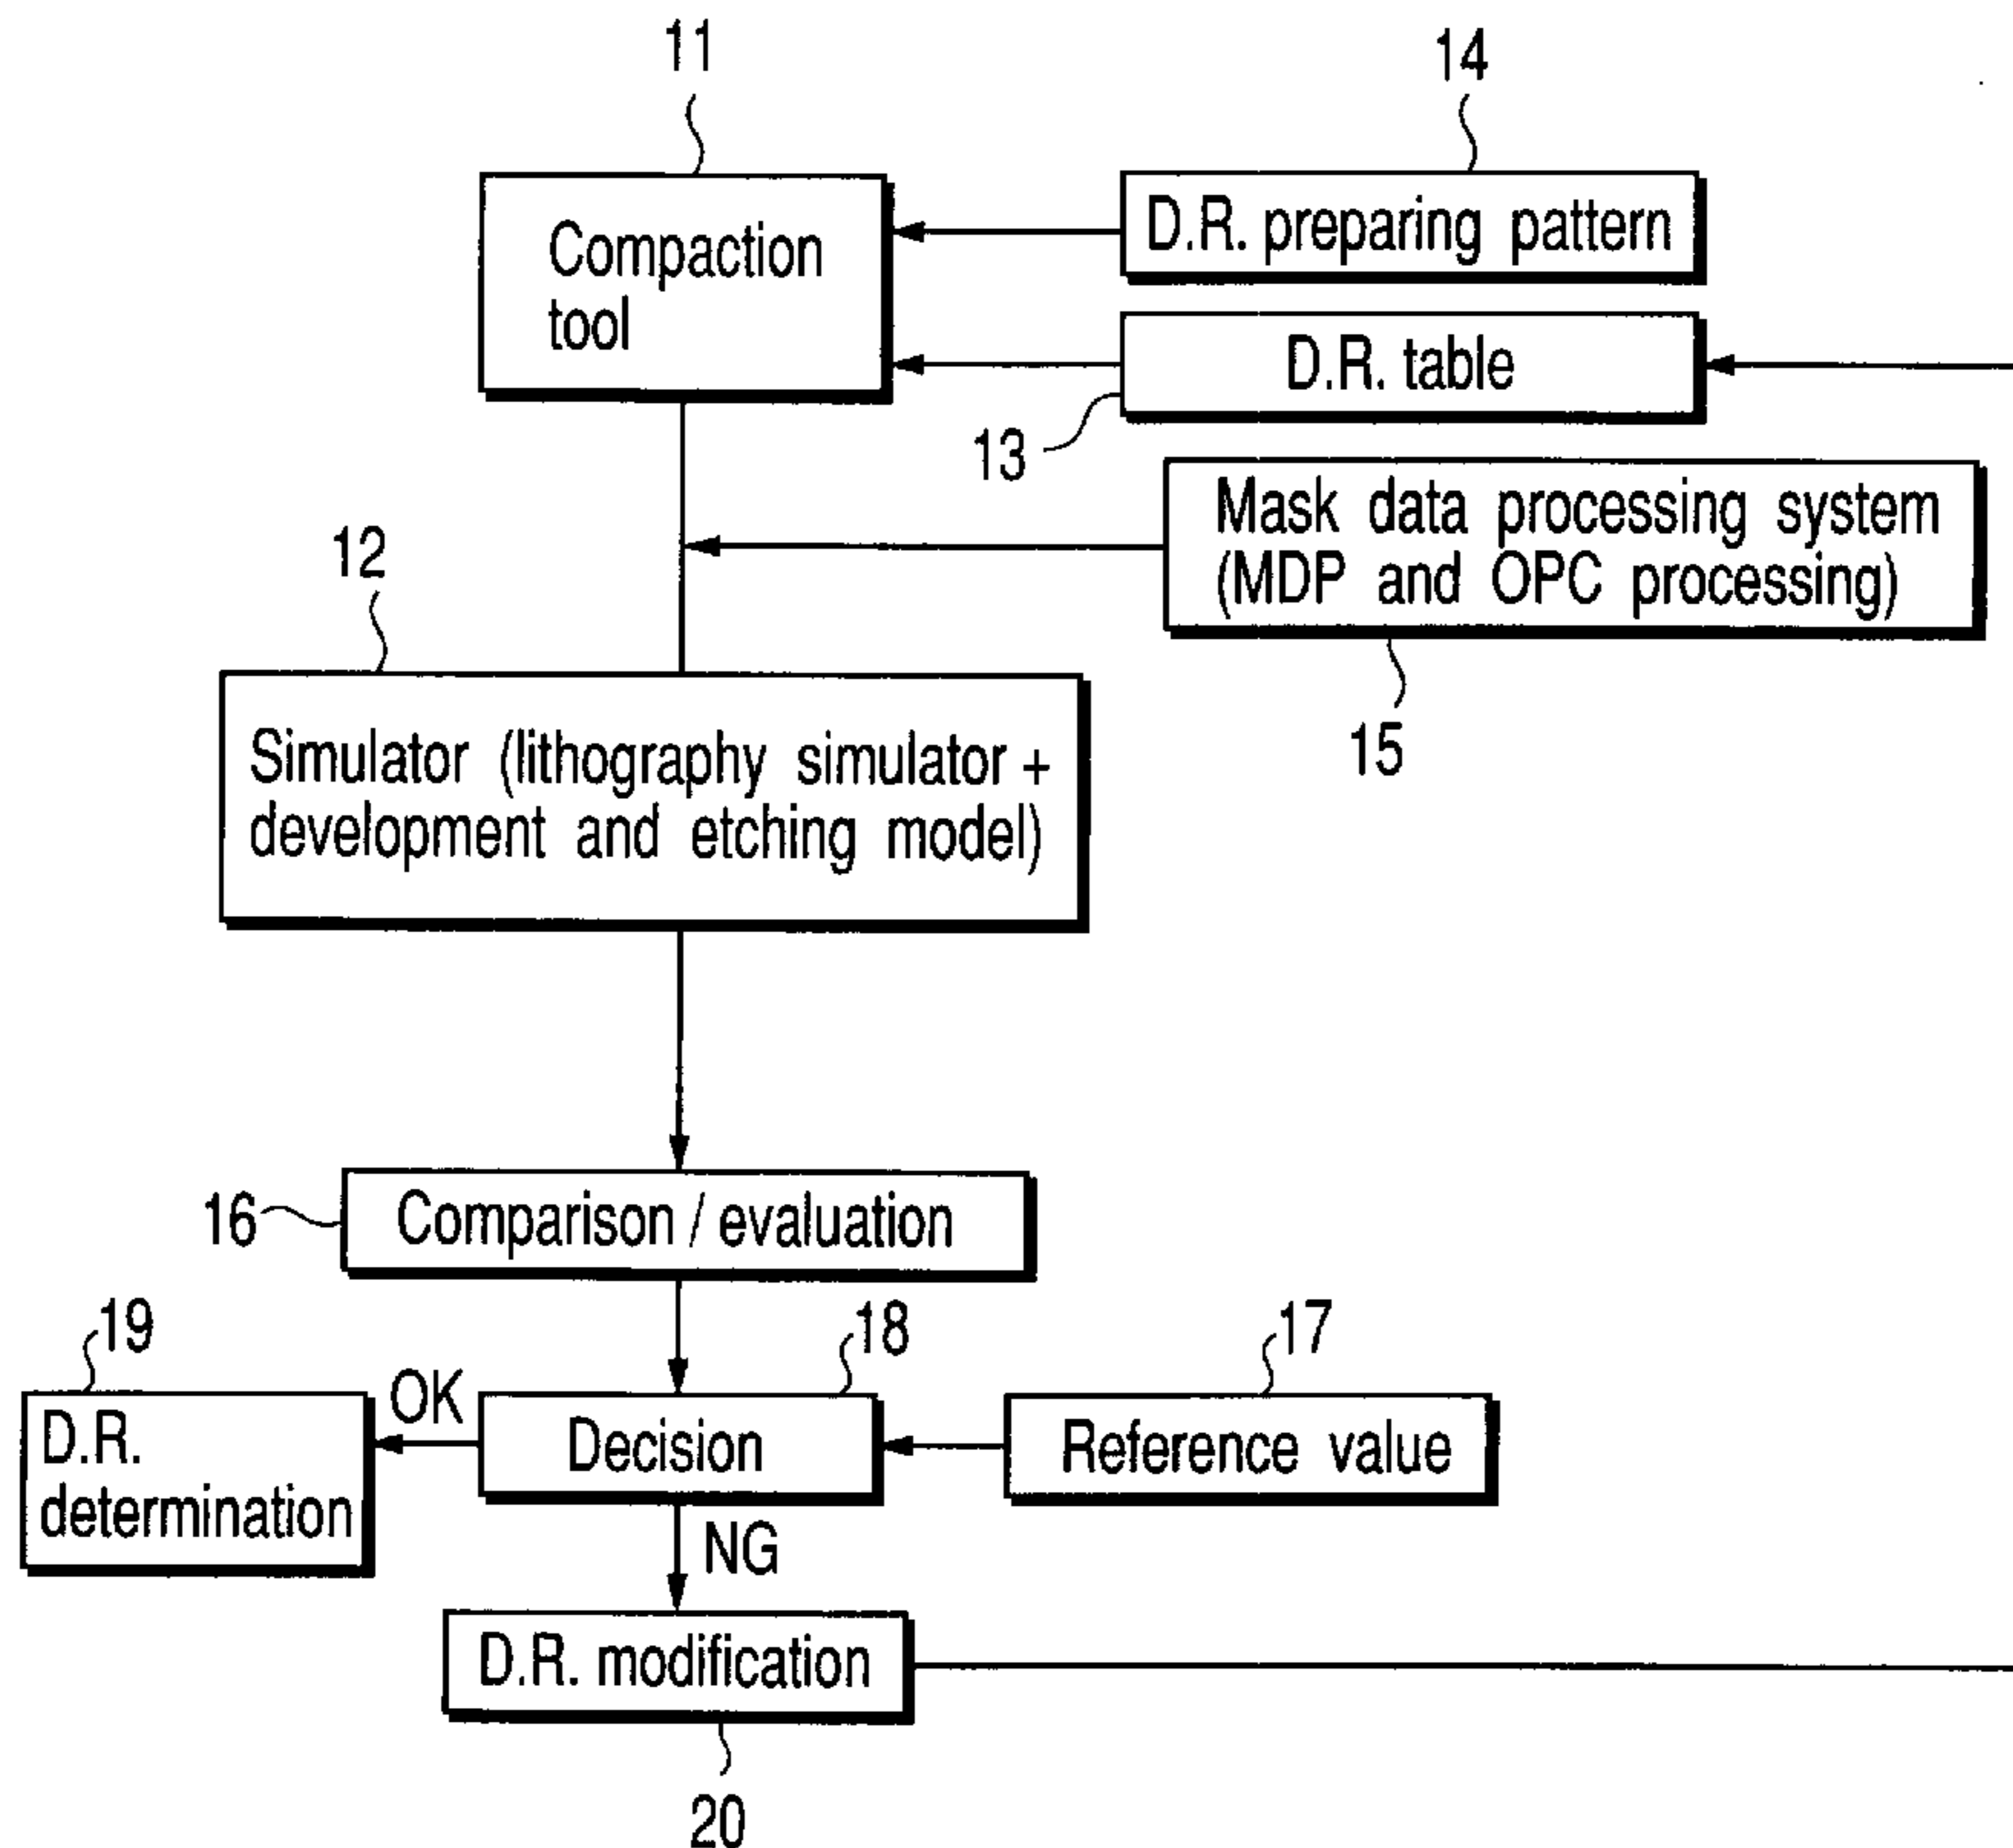 11
14
Compaction
tool
D.R. preparing pattern
D.R. table
13
Mask data processing system
(MDP and OPC processing)
12
15
Simulator (lithography simulator +
development and etching model)
16
Comparison / evaluation
19
18
17
OK
D.R.
determination
Decision
Reference value
NG
D.R. modification
20